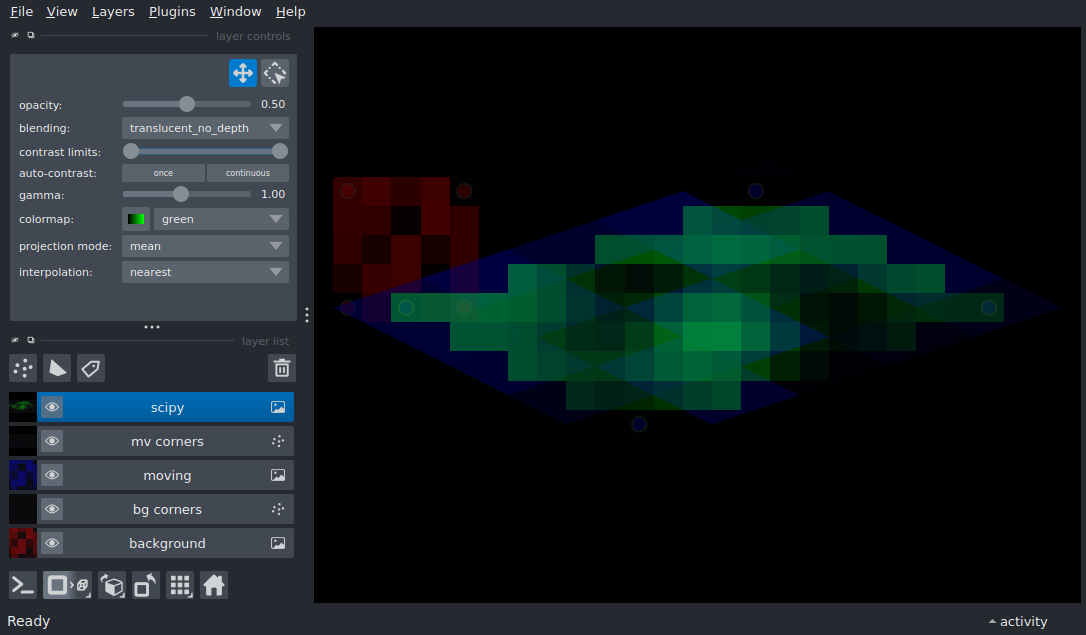 File View Layers Plugins Window Help
layer controls
opacity: 0.50
blending: translucent_no_depth
contrast limits:
auto-contrast: once continuous
gamma: 1.00
colormap: green
projection mode: mean
interpolation: nearest
layer list
scipy
mv corners
moving
bg corners
background
Ready
activity